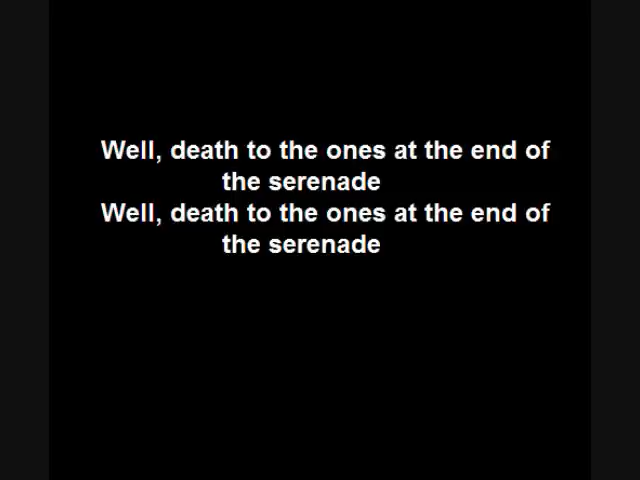 Well, death to the ones at the end of
the serenade
Well, death to the ones at the end of
the serenade